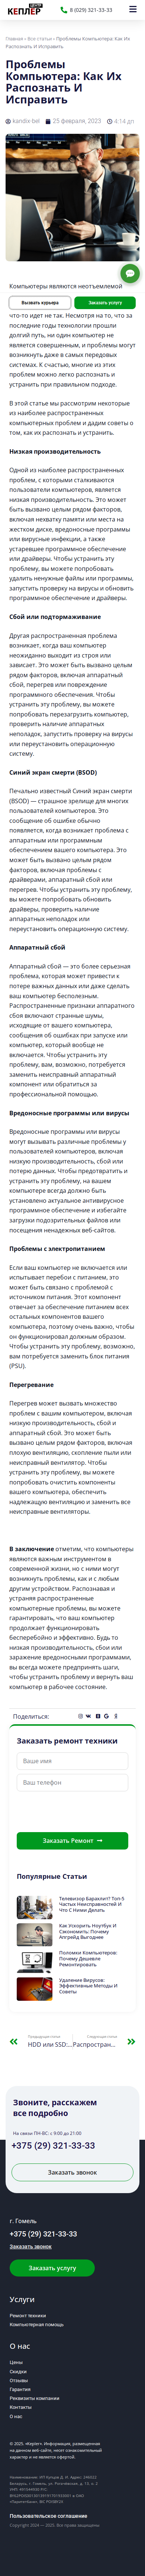 КЕПЛЕР ЦЕНТР
8 (029) 321-33-33
Главная » Все статьи » Проблемы Компьютера: Как Их
Распознать И Исправить
Проблемы
Компьютера: Как Их
Распознать И
Исправить
kandix-bel 25 февраля, 2023 4:14 дп
Компьютеры являются неотъемлемой
Вызвать курьера
Заказать услугу
что-то идет не так. Несмотря на то, что за
последние годы технологии прошли
долгий путь, ни один компьютер не
является совершенным, и проблемы могут
возникнуть даже в самых передовых
системах. К счастью, многие из этих
проблем можно легко распознать и
устранить при правильном подходе.
В этой статье мы рассмотрим некоторые
из наиболее распространенных
компьютерных проблем и дадим советы о
том, как их распознать и устранить.
Низкая производительность
Одной из наиболее распространенных
проблем, с которыми сталкиваются
пользователи компьютеров, является
низкая производительность. Это может
быть вызвано целым рядом факторов,
включая нехватку памяти или места на
жестком диске, вредоносные программы
или вирусные инфекции, а также
устаревшее программное обеспечение
или драйверы. Чтобы устранить эту
проблему, вы можете попробовать
удалить ненужные файлы или программы,
запустить проверку на вирусы и обновить
программное обеспечение и драйверы.
Сбой или подтормаживание
Другая распространенная проблема
возникает, когда ваш компьютер
неожиданно выходит из строя или
зависает. Это может быть вызвано целым
рядом факторов, включая аппаратный
сбой, перегрев или повреждение
программного обеспечения. Чтобы
устранить эту проблему, вы можете
попробовать перезагрузить компьютер,
проверить наличие аппаратных
неполадок, запустить проверку на вирусы
или переустановить операционную
систему.
Синий экран смерти (BSOD)
Печально известный Синий экран смерти
(BSOD) — страшное зрелище для многих
пользователей компьютеров. Это
сообщение об ошибке обычно
появляется, когда возникает проблема с
аппаратным или программным
обеспечением вашего компьютера. Это
может быть вызвано целым рядом
факторов, включая проблемы с
драйверами, аппаратный сбой или
перегрев. Чтобы устранить эту проблему,
вы можете попробовать обновить
драйверы, проверить наличие
аппаратных неполадок или
переустановить операционную систему.
Аппаратный сбой
Аппаратный сбой — это более серьезная
проблема, которая может привести к
потере важных данных или даже сделать
ваш компьютер бесполезным.
Распространенные признаки аппаратного
сбоя включают странные шумы,
исходящие от вашего компьютера,
сообщения об ошибках при запуске или
компьютер, который вообще не
включается. Чтобы устранить эту
проблему, вам, возможно, потребуется
заменить неисправный аппаратный
компонент или обратиться за
профессиональной помощью.
Вредоносные программы или вирусы
Вредоносные программы или вирусы
могут вызывать различные проблемы у
пользователей компьютеров, включая
низкую производительность, сбой или
потерю данных. Чтобы предотвратить и
устранить эту проблему, на вашем
компьютере всегда должно быть
установлено актуальное антивирусное
программное обеспечение и избегайте
загрузки подозрительных файлов или
посещения ненадежных веб-сайтов.
Проблемы с электропитанием
Если ваш компьютер не включается или
испытывает перебои с питанием, это
может быть связано с проблемой с
источником питания. Этот компонент
отвечает за обеспечение питанием всех
остальных компонентов вашего
компьютера, поэтому очень важно, чтобы
он функционировал должным образом.
Чтобы устранить эту проблему, возможно,
вам потребуется заменить блок питания
(PSU).
Перегревание
Перегрев может вызвать множество
проблем с вашим компьютером, включая
низкую производительность, сбой и
аппаратный сбой. Это может быть
вызвано целым рядом факторов, включая
плохую вентиляцию, скопление пыли или
неисправный вентилятор. Чтобы
устранить эту проблему, вы можете
попробовать очистить компоненты
вашего компьютера, обеспечить
надлежащую вентиляцию и заменить все
неисправные вентиляторы.
В заключение отметим, что компьютеры
являются важным инструментом в
современной жизни, но с ними могут
возникнуть проблемы, как и с любым
другим устройством. Распознавая и
устраняя распространенные
компьютерные проблемы, вы можете
гарантировать, что ваш компьютер
продолжает функционировать
бесперебойно и эффективно. Будь то
низкая производительность, сбой или
заражение вредоносными программами,
вы всегда можете предпринять шаги,
чтобы устранить проблему и вернуть ваш
компьютер в рабочее состояние.
Поделиться:
Заказать ремонт техники
Ваше имя
Ваш телефон
Заказать Ремонт
Популярные Статьи
Телевизор Барахлит? Топ-5
Частых Неисправностей И
Что С Ними Делать
Как Ускорить Ноутбук И
Сэкономить: Почему
Апгрейд Выгоднее
Поломки Компьютеров:
Почему Дешевле
Ремонтировать
Удаление Вирусов:
Эффективные Методы И
Советы
Предыдущая статья
HDD или SSD:...
Следующая статья
Распростран...
Звоните, расскажем
все подробно
На связи ПН-ВС: с 9:00 до 21:00
+375 (29) 321-33-33
Заказать звонок
г. Гомель
+375 (29) 321-33-33
Заказать звонок
Заказать услугу
Услуги
Ремонт техники
Компьютерная помощь
О нас
Цены
Скидки
Отзывы
Гарантия
Реквизиты компании
Контакты
О нас
© 2025, «Keplеr». Информация, размещенная
на данном веб-сайте, носит ознакомительный
и не является офертой.
Пользовательское соглашение
Copyright 2024 — 2025. Все права защищены.